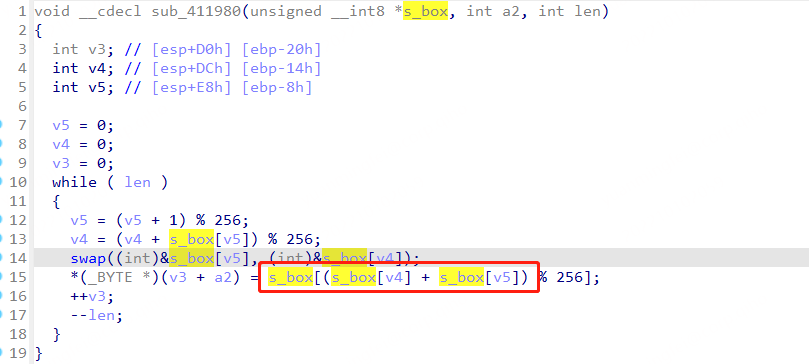 1 void __cdecl sub_411980(unsigned __int8 *s_box, int a2, int len)
2 {
3   int v3; // [esp+D0h] [ebp-20h]
4   int v4; // [esp+DCh] [ebp-14h]
5   int v5; // [esp+E8h] [ebp-8h]
6
7   v5 = 0;
8   v4 = 0;
9   v3 = 0;
10   while ( len )
11   {
12     v5 = (v5 + 1) % 256;
13     v4 = (v4 + s_box[v5]) % 256;
14     swap((int)&s_box[v5], (int)&s_box[v4]);
15     *(_BYTE *)(v3 + a2) = s_box[(s_box[v4] + s_box[v5]) % 256];
16     ++v3;
17     --len;
18   }
19 }